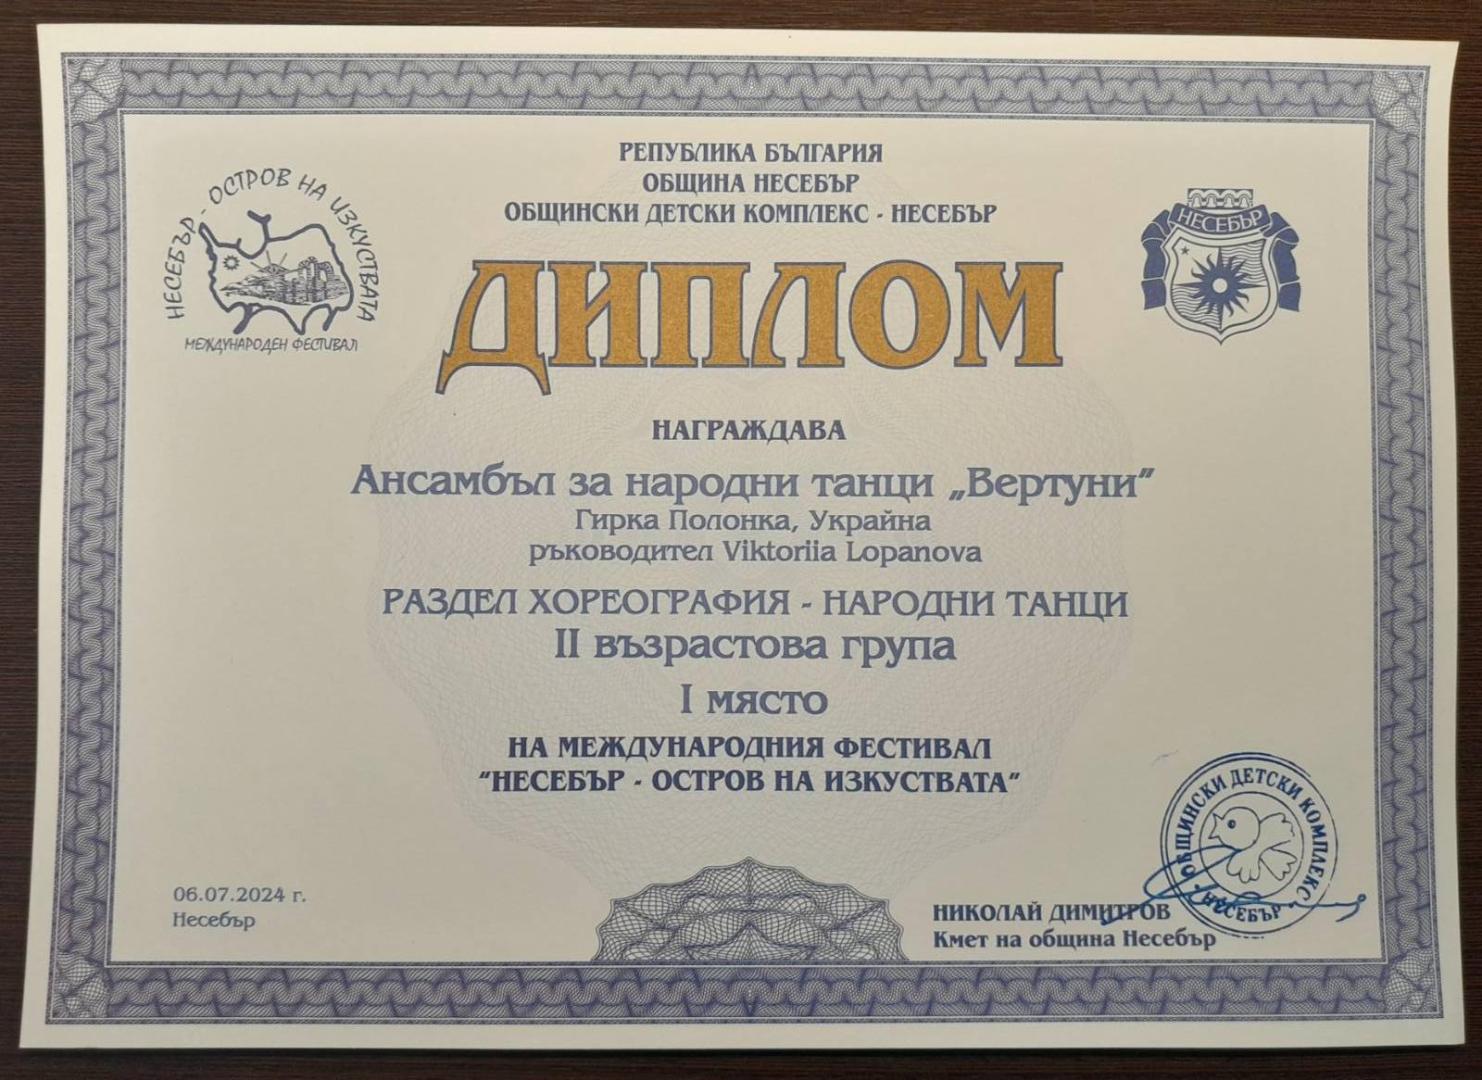 РЕПУБЛИКА БЪЛГАРИЯ
ОБЩИНА НЕСЕБЪР
ОБЩИНСКИ ДЕТСКИ КОМПЛЕКС - НЕСЕБЪР
НЕСЕБЪР - ОСТРОВ НА ИЗКУСТВАТА
МЕЖДУНАРОДЕН ФЕСТИВАЛ
НЕСЕБЪР
ДИПЛОМ
НАГРАЖДАВА
Ансамбъл за народни танци „Вертуни”
Гирка Полонка, Украйна
ръководител Viktoriia Lopanova
РАЗДЕЛ ХОРЕОГРАФИЯ - НАРОДНИ ТАНЦИ
II възрастова група
I място
НА МЕЖДУНАРОДНИЯ ФЕСТИВАЛ
“НЕСЕБЪР - ОСТРОВ НА ИЗКУСТВАТА”
06.07.2024 г.
Несебър
НИКОЛАЙ ДИМИТРОВ
Кмет на община Несебър
ОБЩИНСКИ ДЕТСКИ КОМПЛЕКС
НЕСЕБЪР